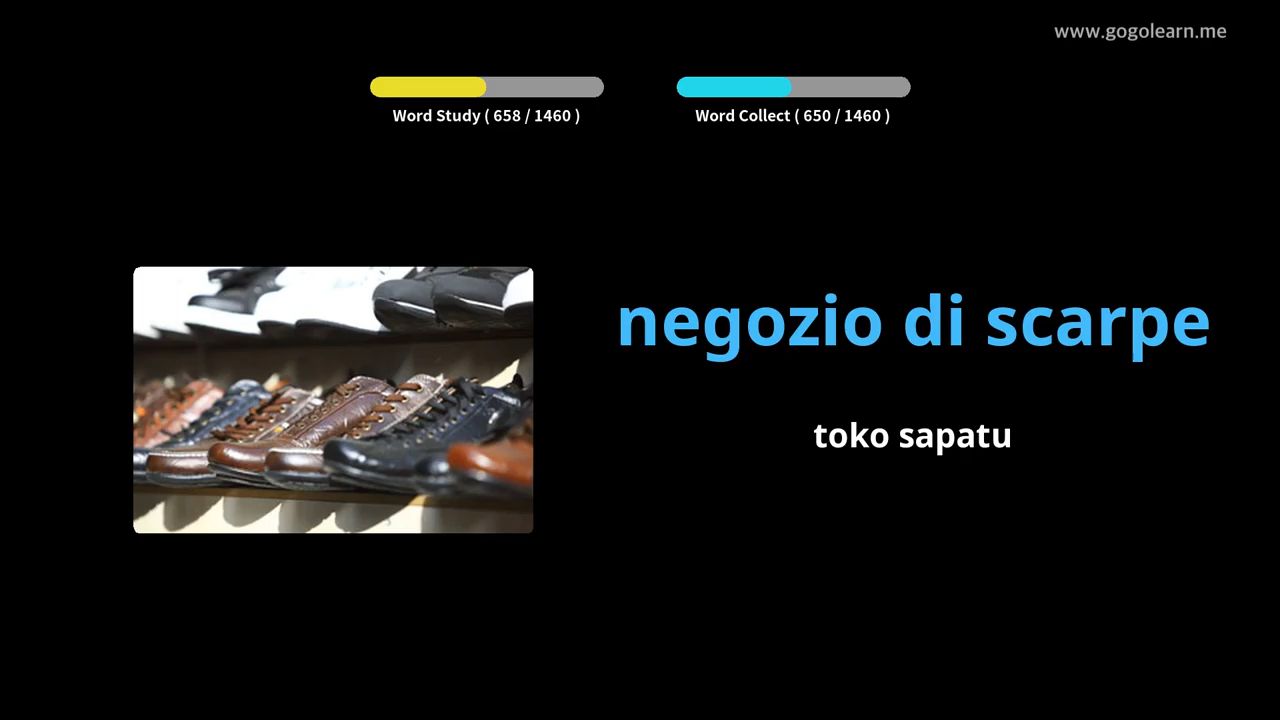 www.gogolearn.me
Word Study ( 658 / 1460 )
Word Collect ( 650 / 1460 )
negozio di scarpe
toko sapatu